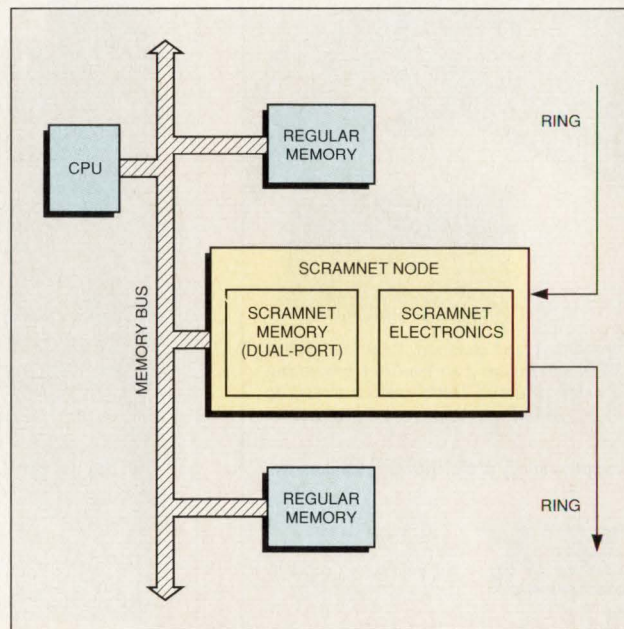 REGULAR
MEMORY
RING
CPU
SCRAMNET NODE
SCRAMNET
MEMORY
(DUAL-PORT)
SCRAMNET
ELECTRONICS
MEMORY BUS
REGULAR
MEMORY
RING